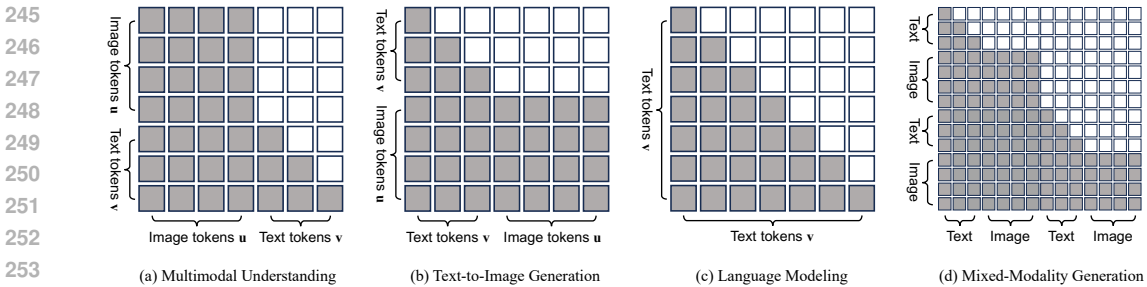 245
246
247
248
249
250
251
252
253
Image tokens u
Text tokens v
Image tokens u
Text tokens v
(a) Multimodal Understanding
Text tokens v
Image tokens u
Text tokens v
Image tokens u
(b) Text-to-Image Generation
Text tokens v
Text tokens v
(c) Language Modeling
Text
Image
Text
Image
Text
Image
Text
Image
(d) Mixed-Modality Generation